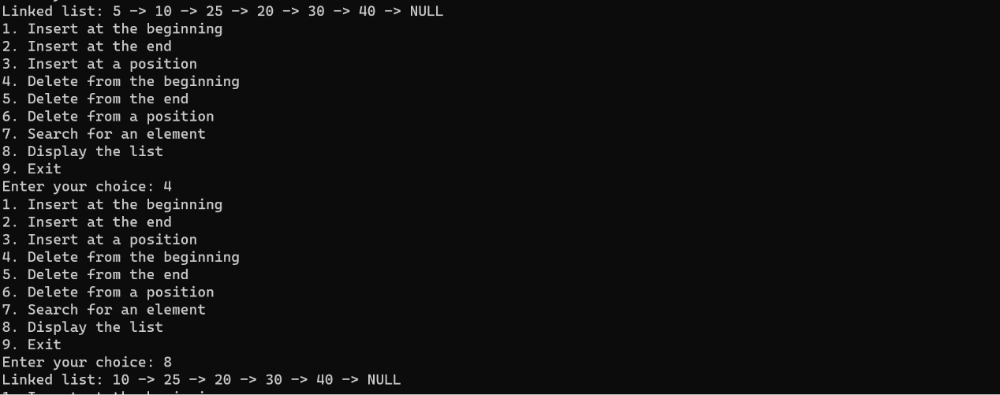 Linked list: 5 -> 10 -> 25 -> 20 -> 30 -> 40 -> NULL
1. Insert at the beginning
2. Insert at the end
3. Insert at a position
4. Delete from the beginning
5. Delete from the end
6. Delete from a position
7. Search for an element
8. Display the list
9. Exit
Enter your choice: 4
1. Insert at the beginning
2. Insert at the end
3. Insert at a position
4. Delete from the beginning
5. Delete from the end
6. Delete from a position
7. Search for an element
8. Display the list
9. Exit
Enter your choice: 8
Linked list: 10 -> 25 -> 20 -> 30 -> 40 -> NULL